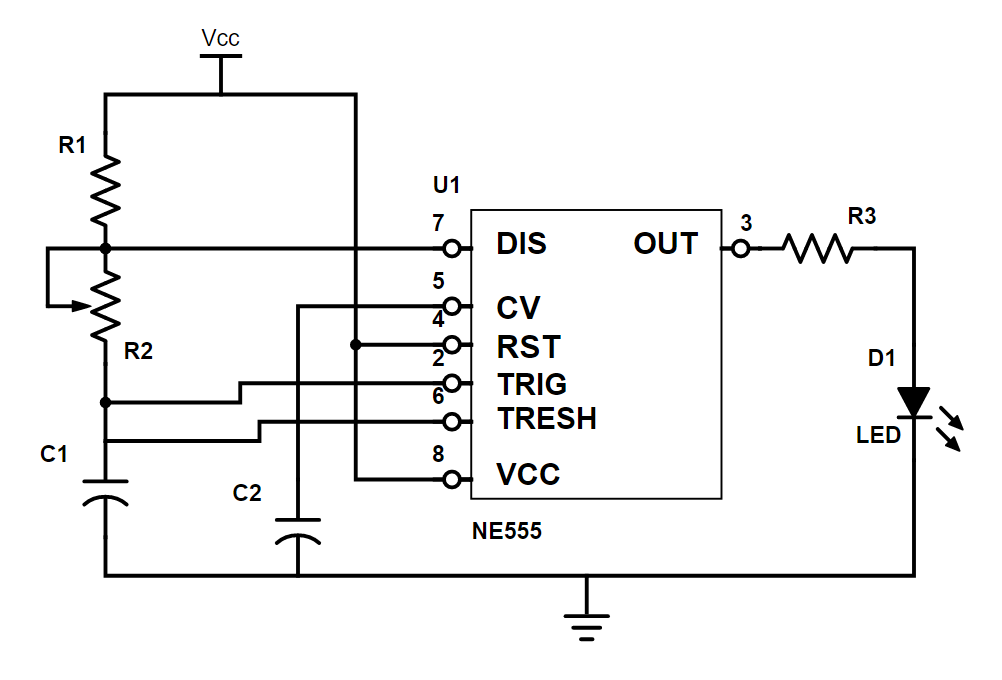 Vcc
R1
U1
7
DIS
OUT
3
R3
5
CV
4
RST
R2
2
TRIG
D1
6
TRESH
LED
C1
8
VCC
C2
NE555